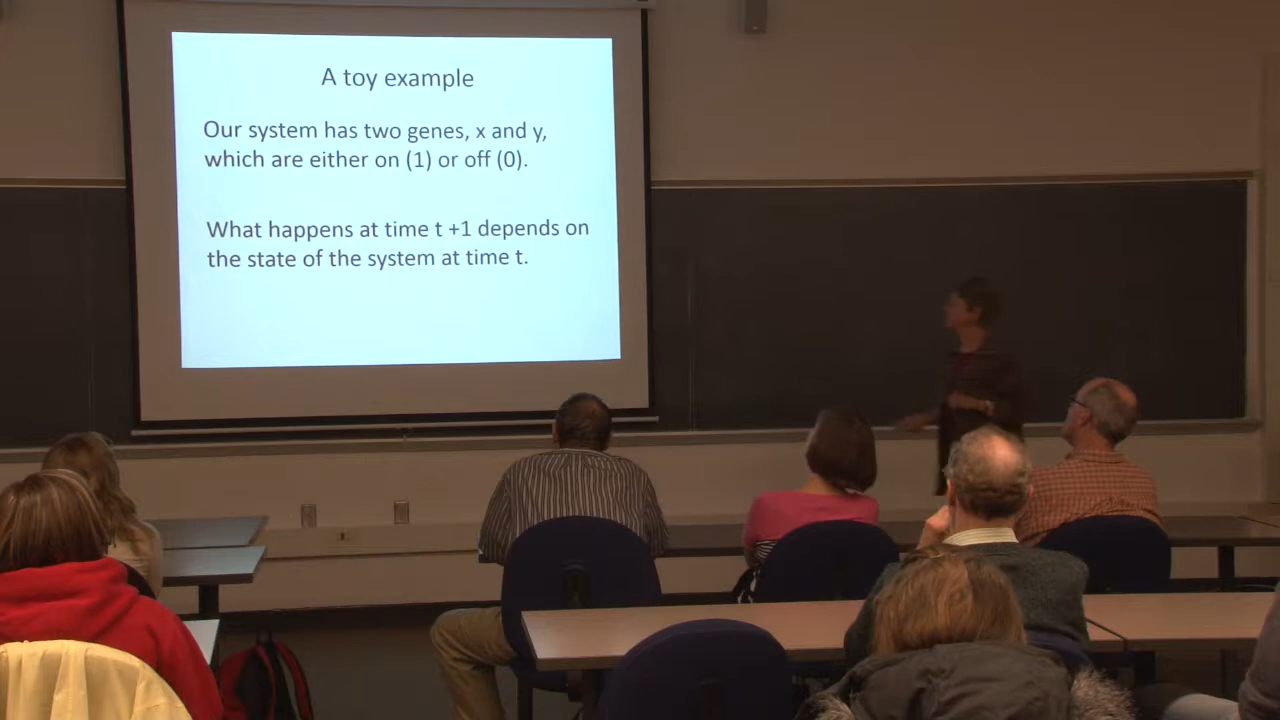 A toy example
Our system has two genes, x and y,
which are either on (1) or off (0).
What happens at time t +1 depends on
the state of the system at time t.